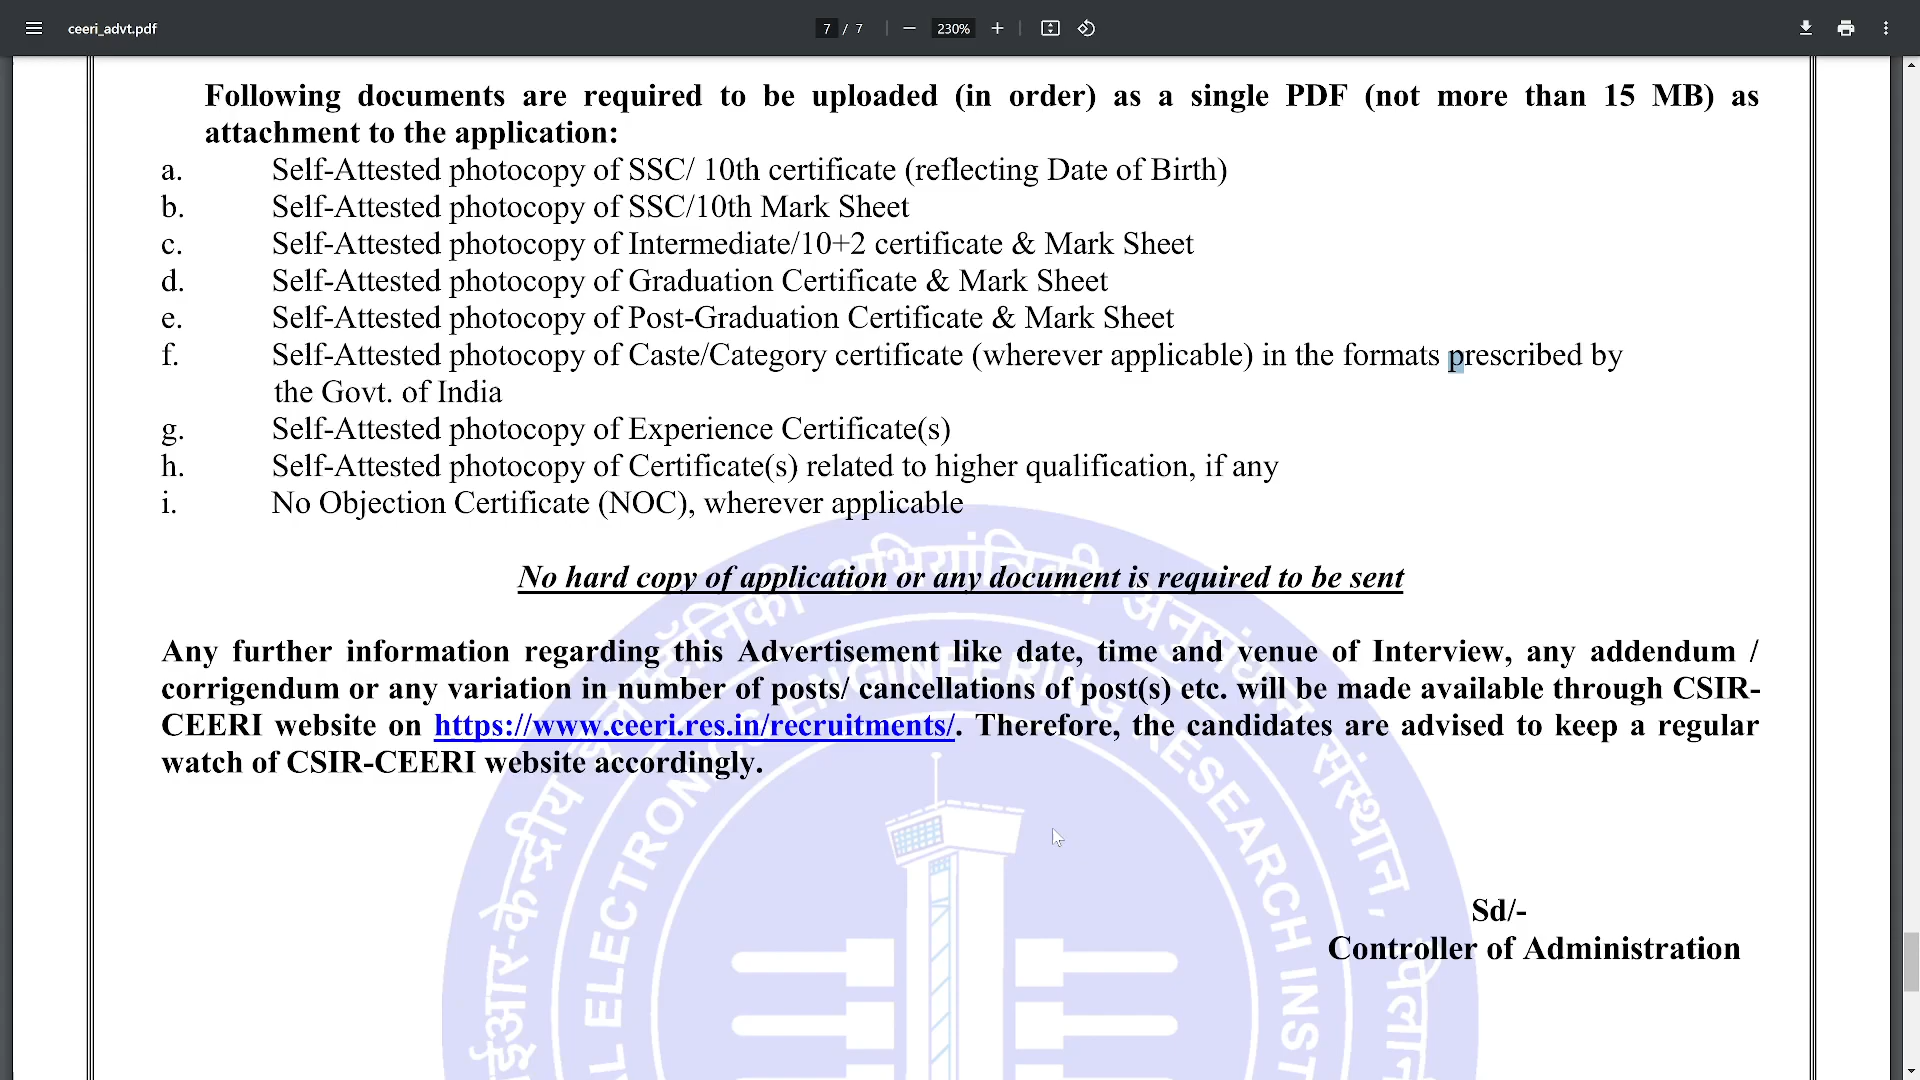 ceeri_advt.pdf
7 / 7
230%
Following documents are required to be uploaded (in order) as a single PDF (not more than 15 MB) as
attachment to the application:
a. Self-Attested photocopy of SSC/ 10th certificate (reflecting Date of Birth)
b. Self-Attested photocopy of SSC/10th Mark Sheet
c. Self-Attested photocopy of Intermediate/10+2 certificate & Mark Sheet
d. Self-Attested photocopy of Graduation Certificate & Mark Sheet
e. Self-Attested photocopy of Post-Graduation Certificate & Mark Sheet
f. Self-Attested photocopy of Caste/Category certificate (wherever applicable) in the formats prescribed by
the Govt. of India
g. Self-Attested photocopy of Experience Certificate(s)
h. Self-Attested photocopy of Certificate(s) related to higher qualification, if any
i. No Objection Certificate (NOC), wherever applicable
No hard copy of application or any document is required to be sent
Any further information regarding this Advertisement like date, time and venue of Interview, any addendum /
corrigendum or any variation in number of posts/ cancellations of post(s) etc. will be made available through CSIR-
CEERI website on https://www.ceeri.res.in/recruitments/. Therefore, the candidates are advised to keep a regular
watch of CSIR-CEERI website accordingly.
Sd/-
Controller of Administration
ENGINEERING RESEARCH INST